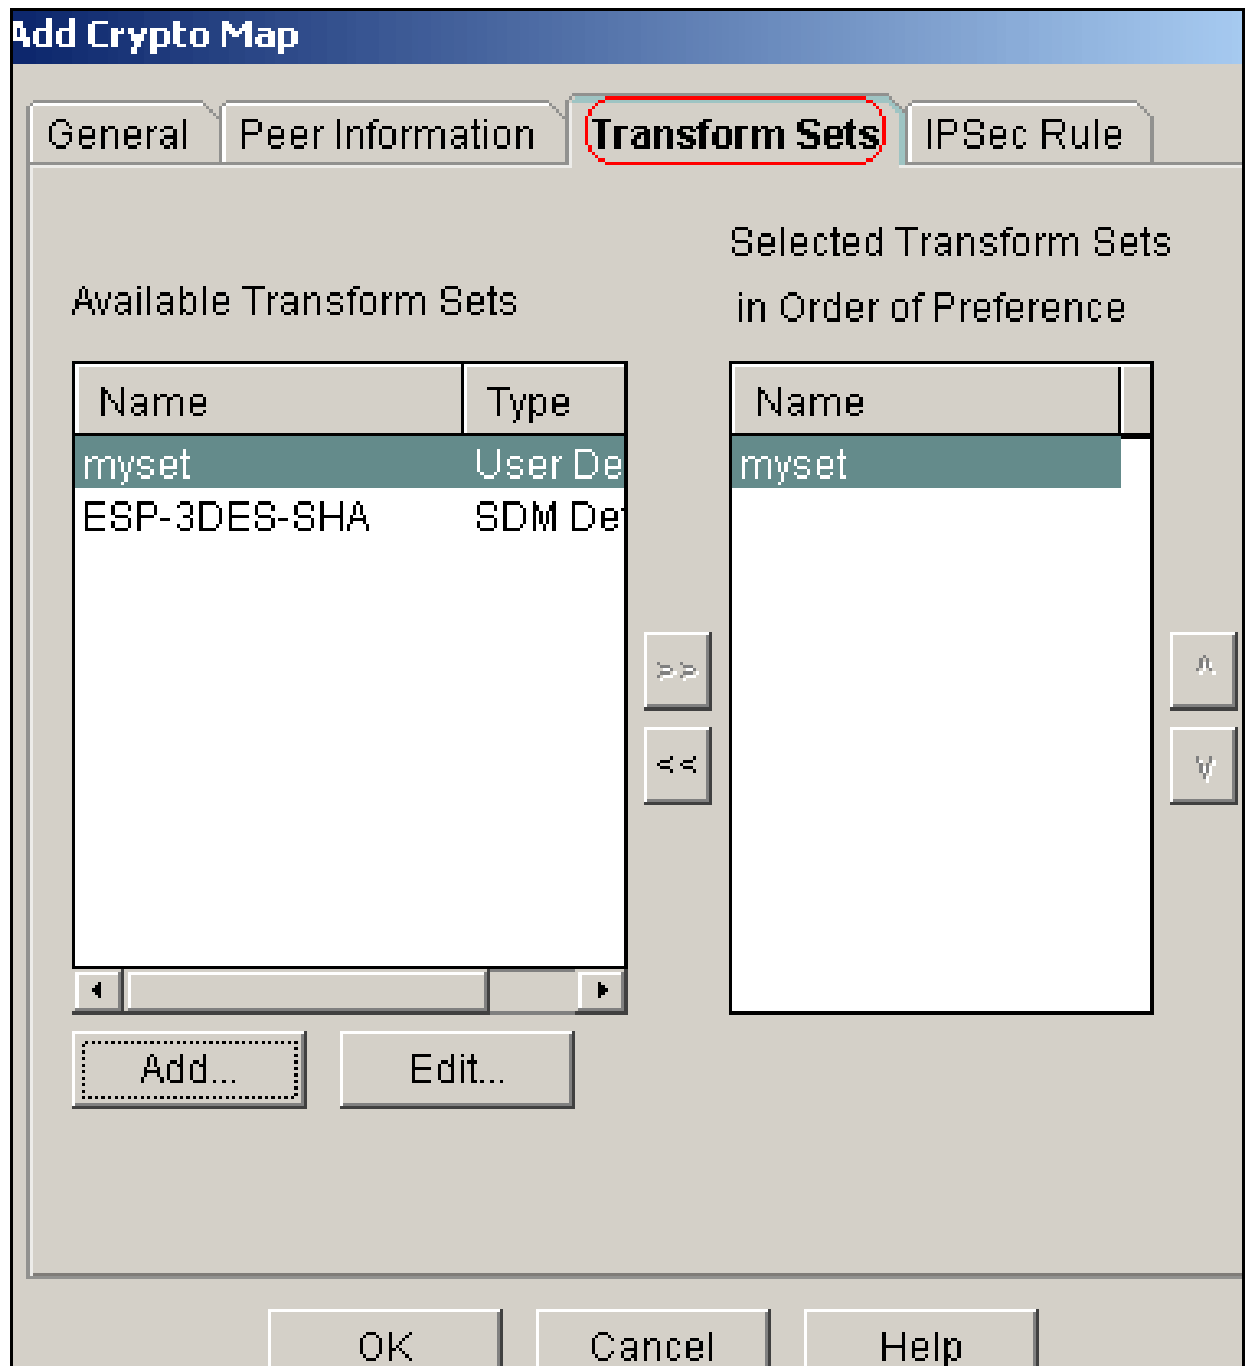 Add Crypto Map
General Peer Information Transform Sets IPSec Rule
Selected Transform Sets
in Order of Preference
Available Transform Sets
Name Type
myset User De
ESP-3DES-SHA SDM De
Name
myset
>>
<<
^
v
Add... Edit...
OK Cancel Help